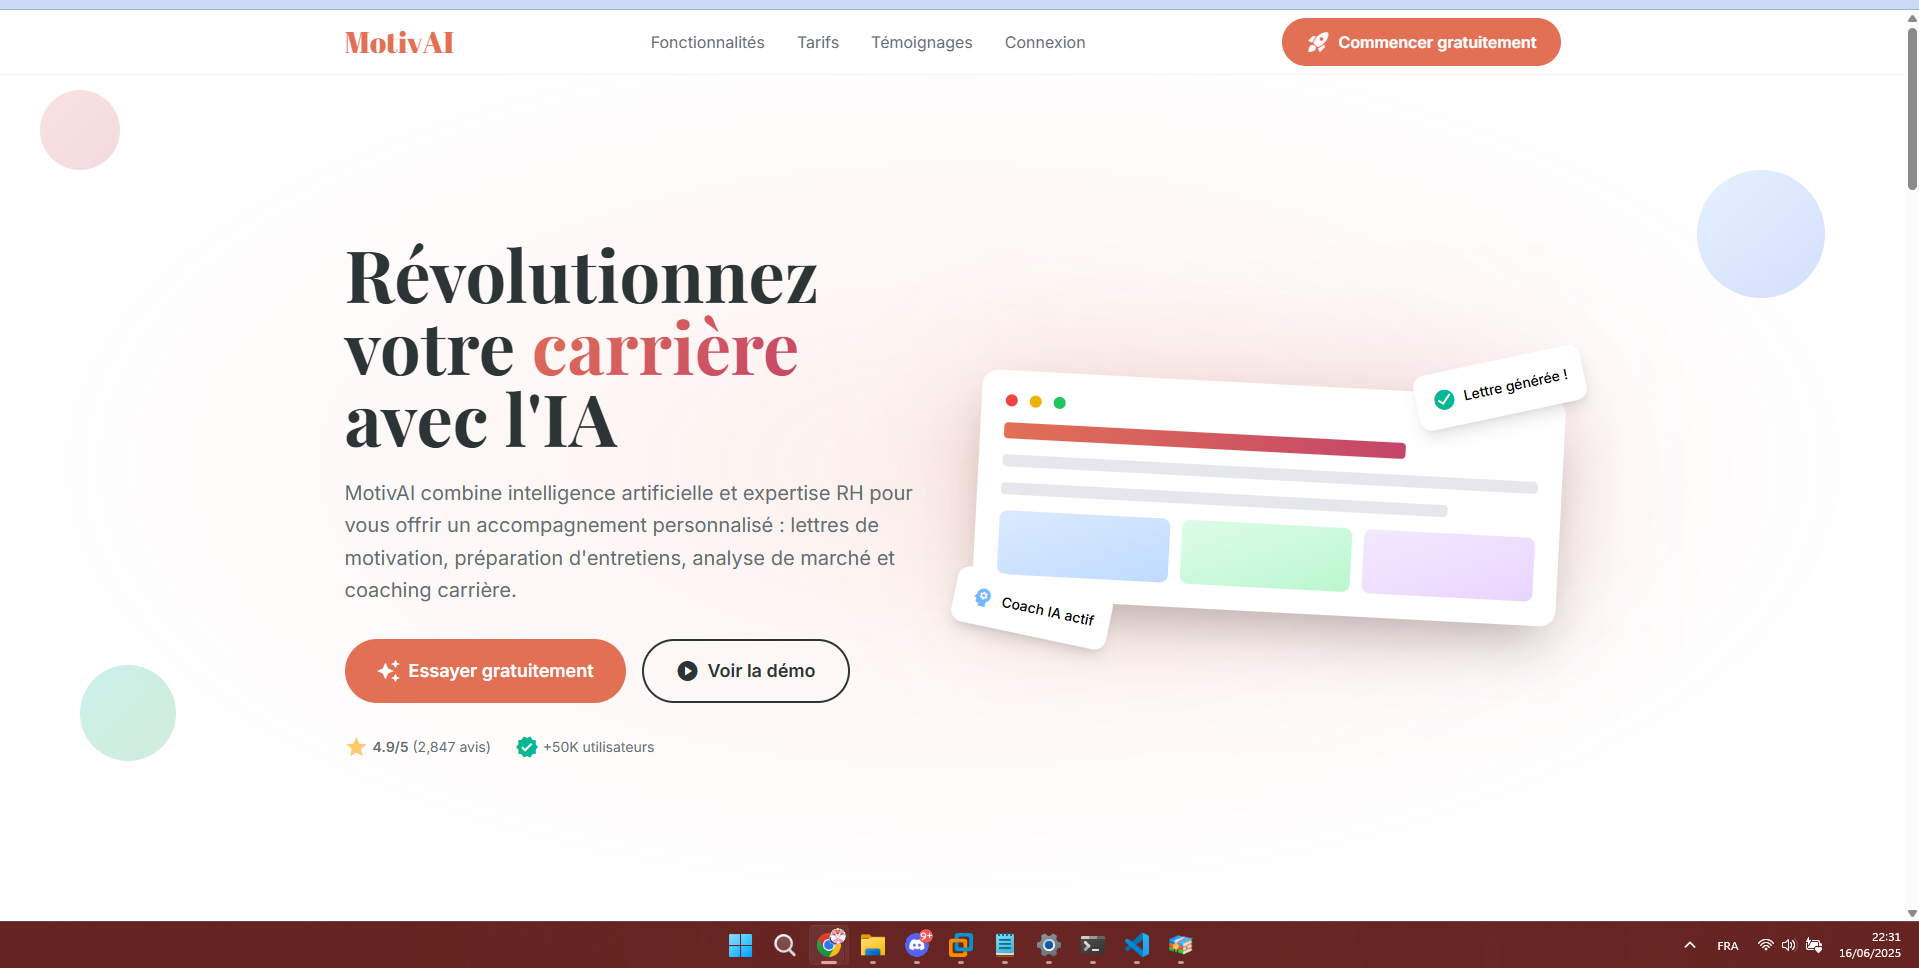 MotivAI
Fonctionnalités
Tarifs
Témoignages
Connexion
Commencer gratuitement
Révolutionnez
votre carrière
avec l'IA
MotivAI combine intelligence artificielle et expertise RH pour
vous offrir un accompagnement personnalisé : lettres de
motivation, préparation d'entretiens, analyse de marché et
coaching carrière.
Essayer gratuitement
Voir la démo
4.9/5 (2,847 avis)
+50K utilisateurs
Lettre générée !
Coach IA actif
9+
FRA
22:31
16/06/2025